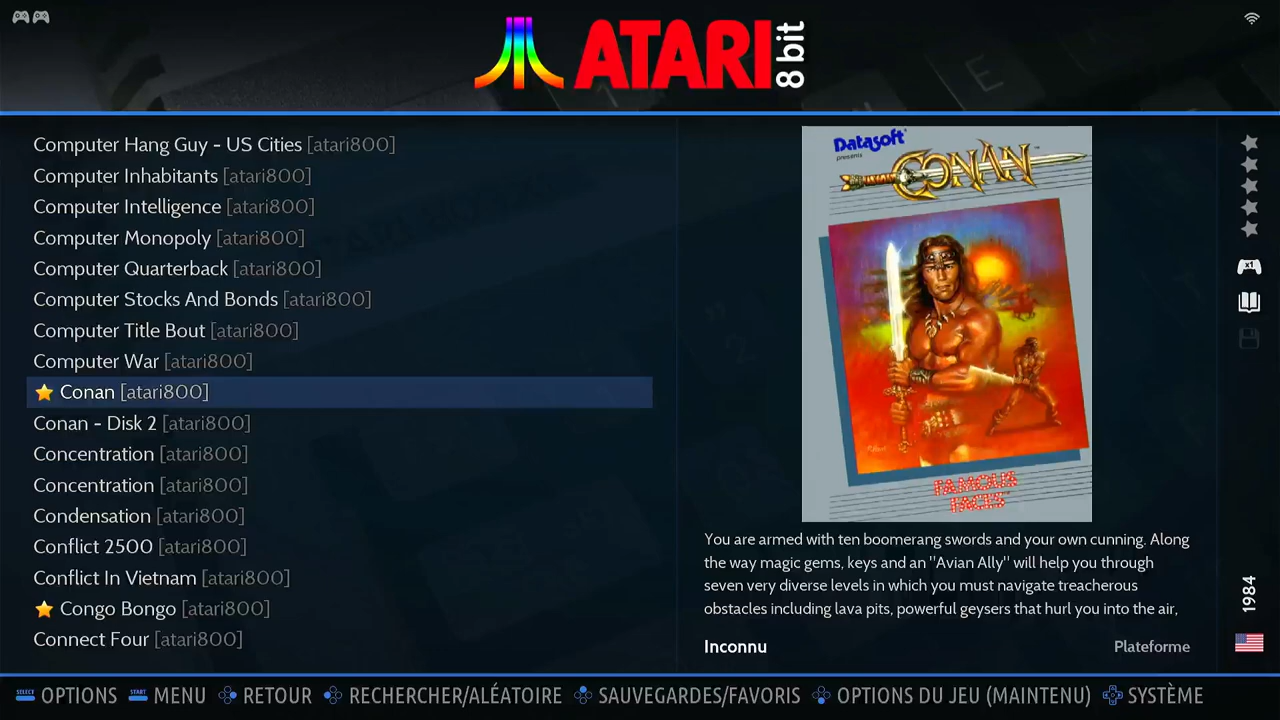 ATARI 8 bit
Computer Hang Guy - US Cities [atari800]
Computer Inhabitants [atari800]
Computer Intelligence [atari800]
Computer Monopoly [atari800]
Computer Quarterback [atari800]
Computer Stocks And Bonds [atari800]
Computer Title Bout [atari800]
Computer War [atari800]
Conan [atari800]
Conan - Disk 2 [atari800]
Concentration [atari800]
Concentration [atari800]
Condensation [atari800]
Conflict 2500 [atari800]
Conflict In Vietnam [atari800]
Congo Bongo [atari800]
Connect Four [atari800]
Datasoft
presents
CONAN
FAMOUS
FACES
You are armed with ten boomerang swords and your own cunning. Along
the way magic gems, keys and an "Avian Ally" will help you through
seven very diverse levels in which you must navigate treacherous
obstacles including lava pits, powerful geysers that hurl you into the air,
Inconnu
Plateforme
x1
1984
SELECT OPTIONS START MENU RETOUR RECHERCHER/ALÉATOIRE SAUVEGARDES/FAVORIS OPTIONS DU JEU (MAINTENU) SYSTÈME